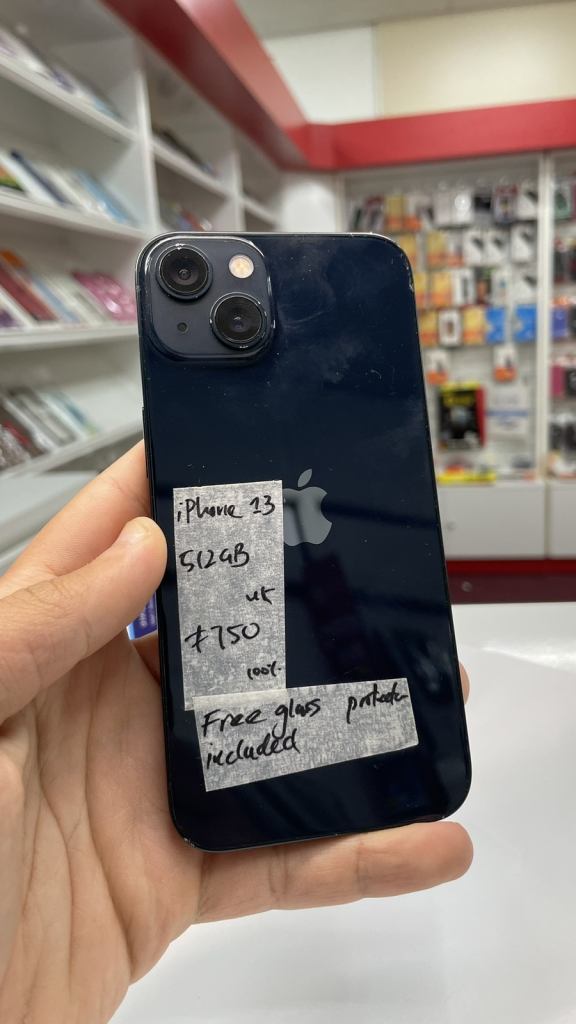 iPhone 13
512GB
UK
₹750
100%
Free glass protector
included